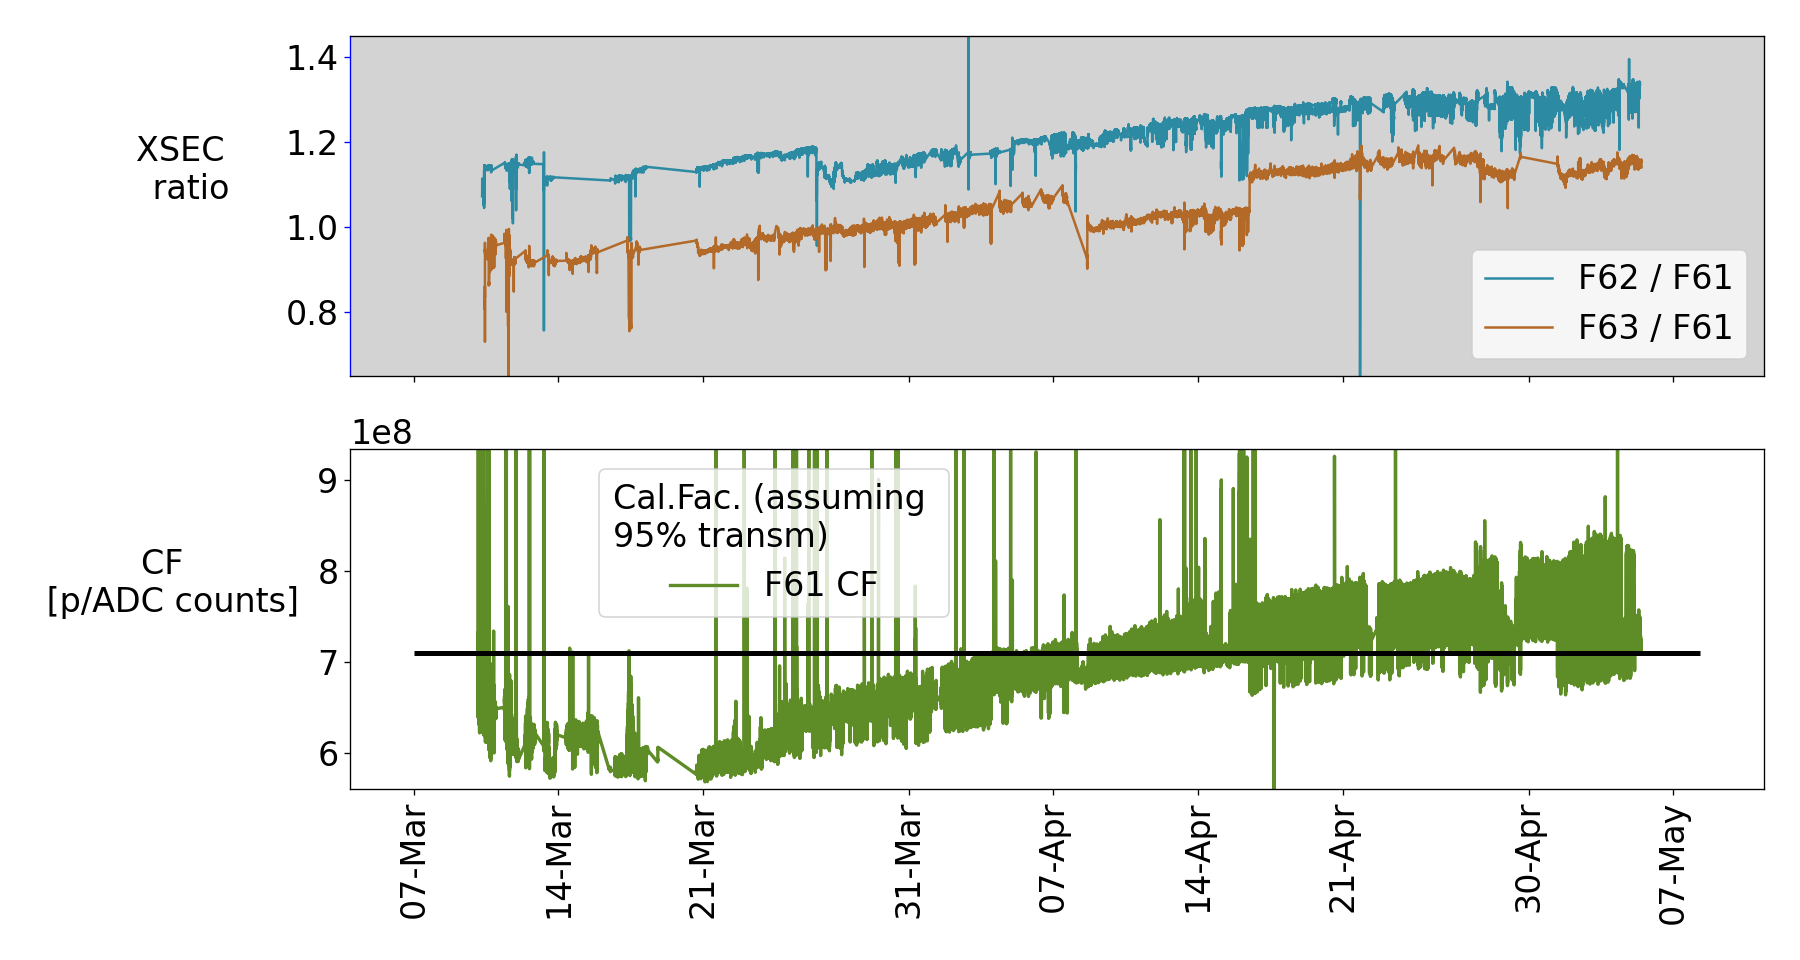 XSEC
ratio
1.4
1.2
1.0
0.8
F62 / F61
F63 / F61
1e8
CF
[p/ADC counts]
9
8
7
6
Cal.Fac. (assuming
95% transm)
F61 CF
07-Mar
14-Mar
21-Mar
31-Mar
07-Apr
14-Apr
21-Apr
30-Apr
07-May